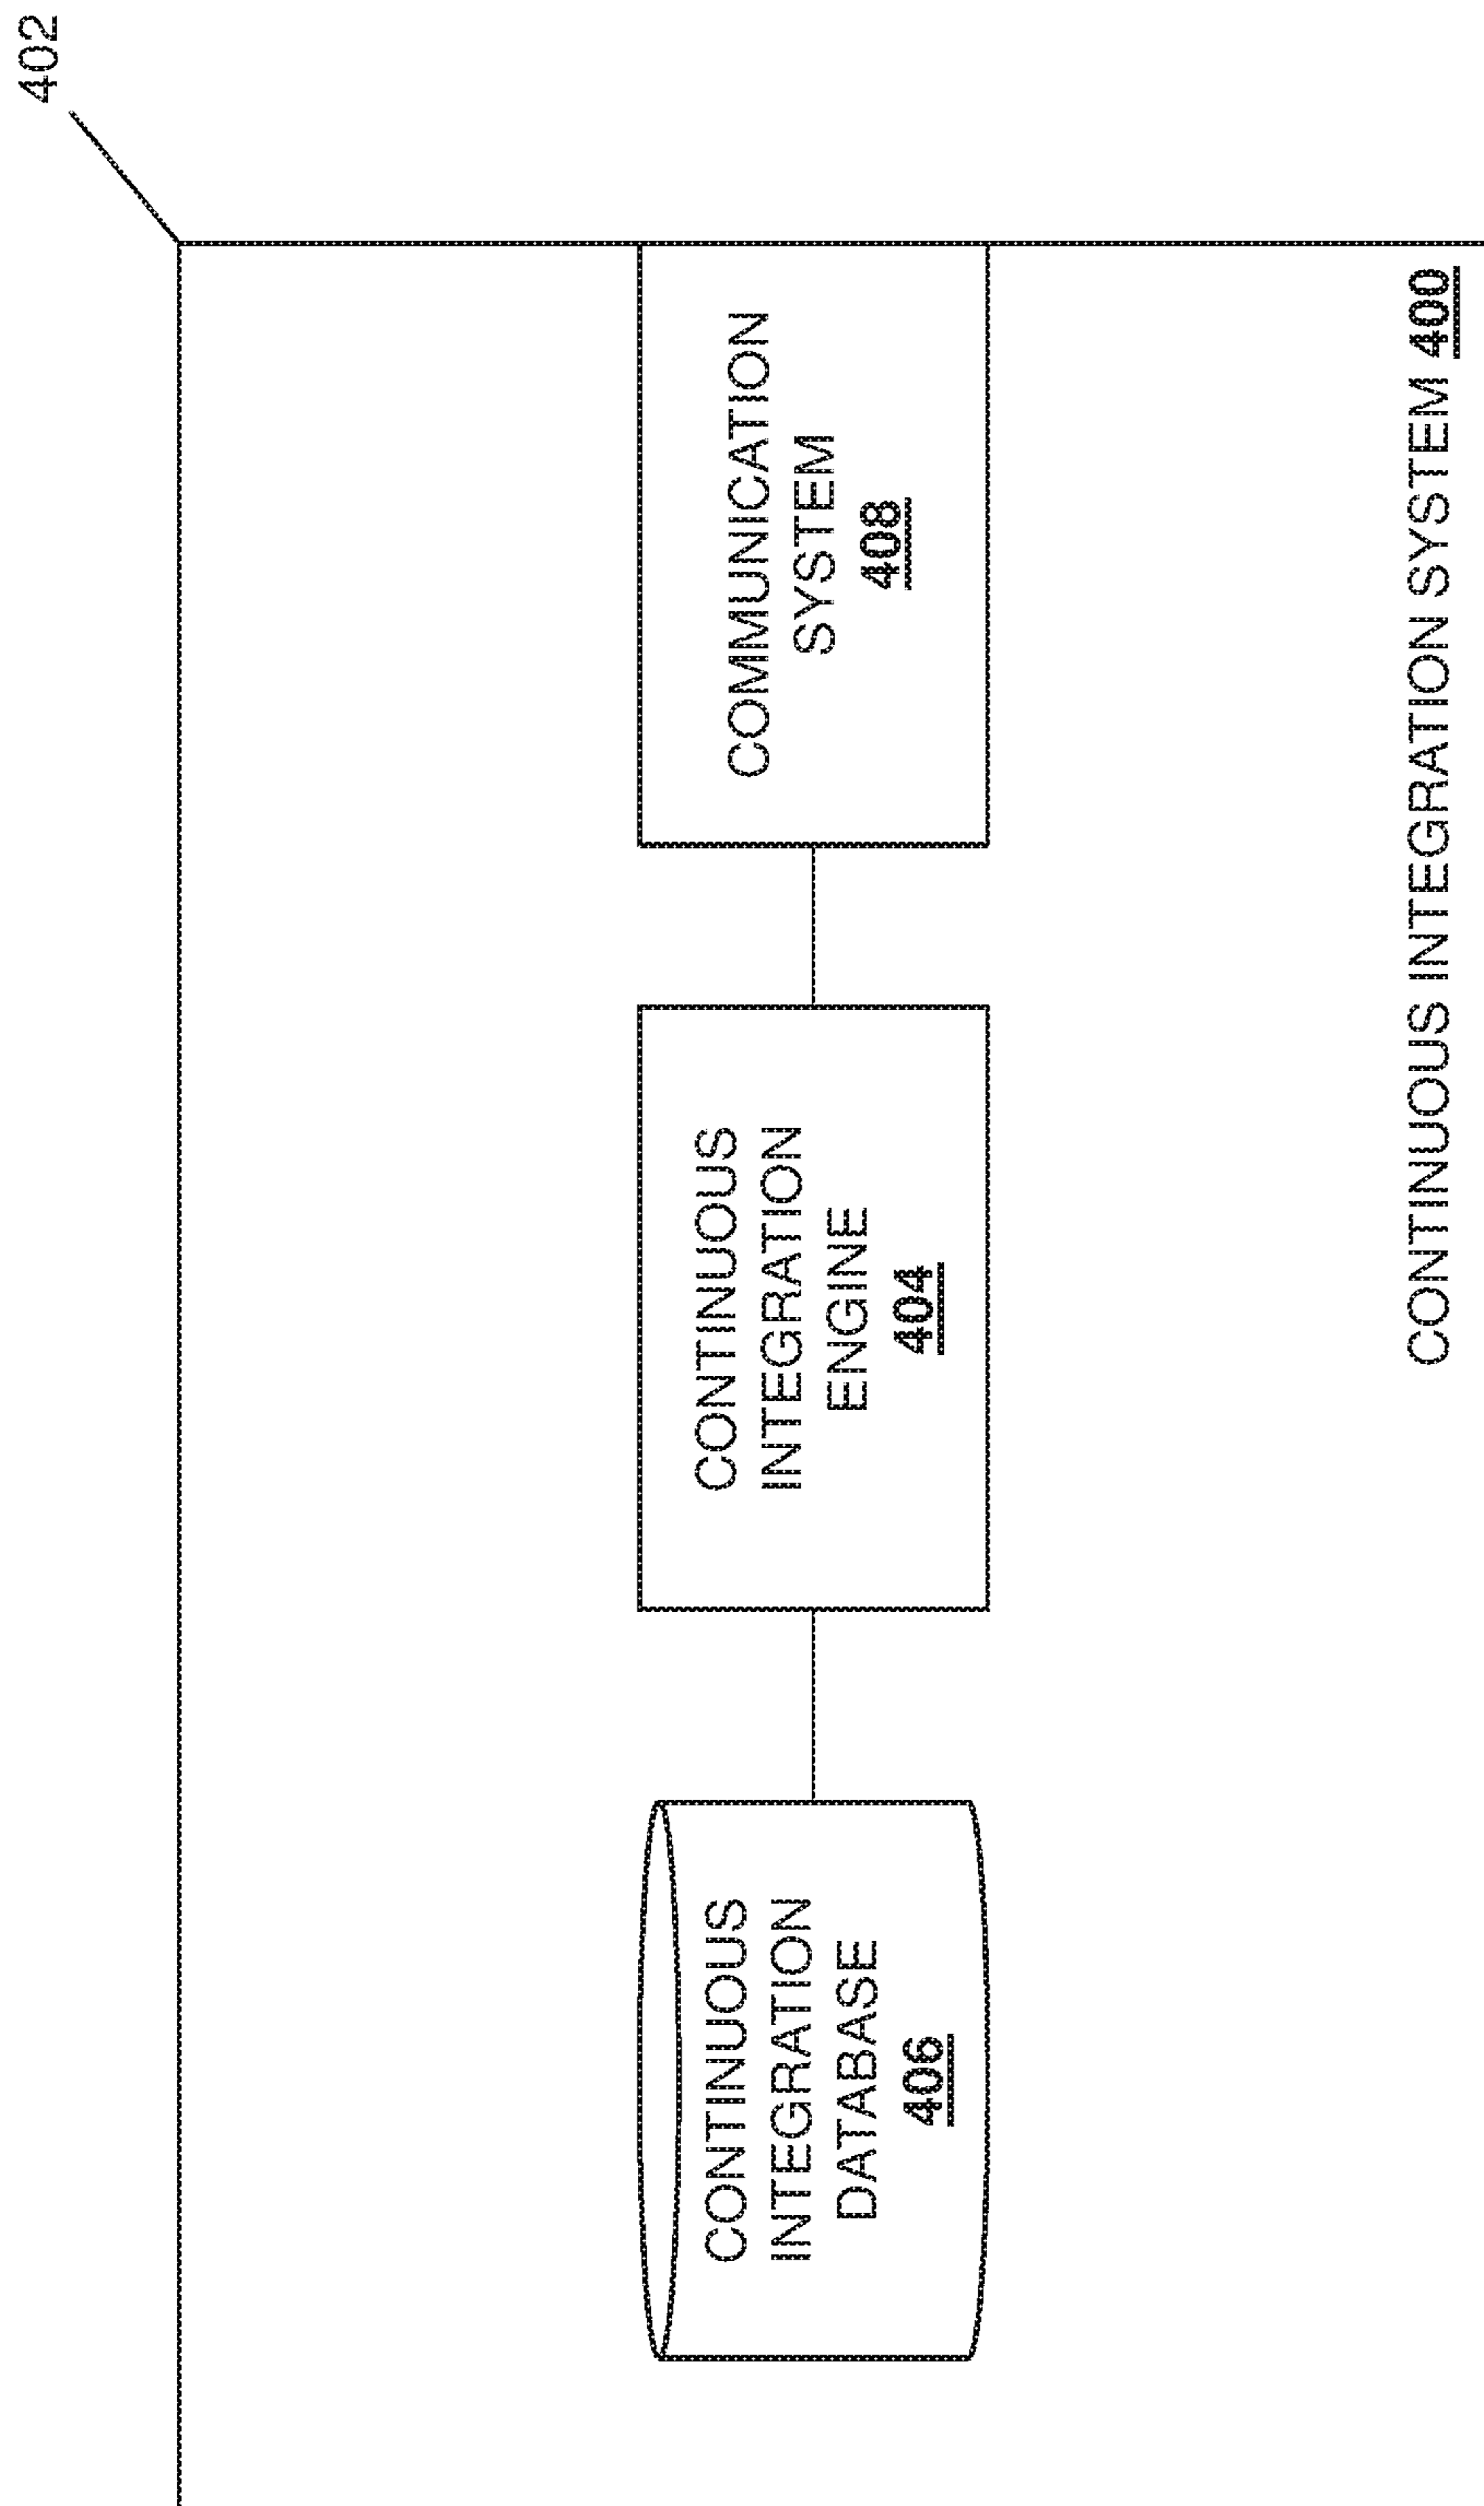 402
CONTINUOUS
INTEGRATION
DATABASE
406
CONTINUOUS
INTEGRATION
ENGINE
404
COMMUNICATION
SYSTEM
408
CONTINUOUS INTEGRATION SYSTEM 400